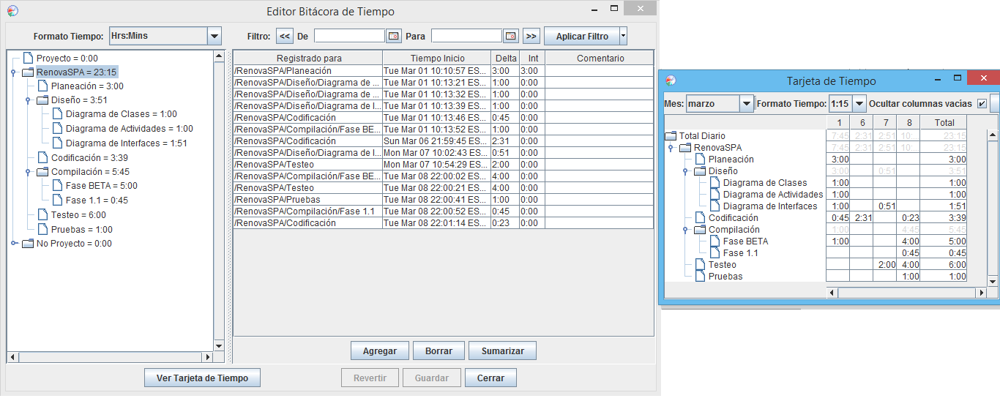 Editor Bitácora de Tiempo
Formato Tiempo: Hrs:Mins Filtro: << De Para >> Aplicar Filtro
Proyecto = 0:00
RenovaSPA = 23:15
Planeación = 3:00
Diseño = 3:51
Diagrama de Clases = 1:00
Diagrama de Actividades = 1:00
Diagrama de Interfaces = 1:51
Codificación = 3:39
Compilación = 5:45
Fase BETA = 5:00
Fase 1.1 = 0:45
Testeo = 6:00
Pruebas = 1:00
No Proyecto = 0:00
Registrado para Tiempo Inicio Delta Int Comentario
/RenovaSPA/Planeación Tue Mar 01 10:10:57 ES... 3:00 3:00
/RenovaSPA/Diseño/Diagrama de ... Tue Mar 01 10:13:21 ES... 1:00 0:00
/RenovaSPA/Diseño/Diagrama de ... Tue Mar 01 10:13:32 ES... 1:00 0:00
/RenovaSPA/Diseño/Diagrama de I... Tue Mar 01 10:13:39 ES... 1:00 0:00
/RenovaSPA/Codificación Tue Mar 01 10:13:46 ES... 0:45 0:00
/RenovaSPA/Compilación/Fase BE... Tue Mar 01 10:13:52 ES... 1:00 0:00
/RenovaSPA/Codificación Sun Mar 06 21:59:45 EST... 2:31 0:00
/RenovaSPA/Diseño/Diagrama de I... Mon Mar 07 10:02:43 ES... 0:51 0:00
/RenovaSPA/Testeo Mon Mar 07 10:54:29 ES... 2:00 0:00
/RenovaSPA/Compilación/Fase BE... Tue Mar 08 22:00:02 ES... 4:00 0:00
/RenovaSPA/Testeo Tue Mar 08 22:00:21 ES... 4:00 0:00
/RenovaSPA/Pruebas Tue Mar 08 22:00:41 ES... 1:00 0:00
/RenovaSPA/Compilación/Fase 1.1 Tue Mar 08 22:00:52 ES... 0:45 0:00
/RenovaSPA/Codificación Tue Mar 08 22:01:14 ES... 0:23 0:00
Agregar Borrar Sumarizar
Ver Tarjeta de Tiempo Revertir Guardar Cerrar
Tarjeta de Tiempo
Mes: marzo Formato Tiempo: 1:15 Ocultar columnas vacías
1 6 7 8 Total
Total Diario 7:45 2:31 2:51 10:... 23:15
RenovaSPA 7:45 2:31 2:51 10:... 23:15
Planeación 3:00 3:00
Diseño 3:00 0:51 3:51
Diagrama de Clases 1:00 1:00
Diagrama de Actividades 1:00 1:00
Diagrama de Interfaces 1:00 0:51 1:51
Codificación 0:45 2:31 0:23 3:39
Compilación 1:00 4:45 5:45
Fase BETA 1:00 4:00 5:00
Fase 1.1 0:45 0:45
Testeo 2:00 4:00 6:00
Pruebas 1:00 1:00